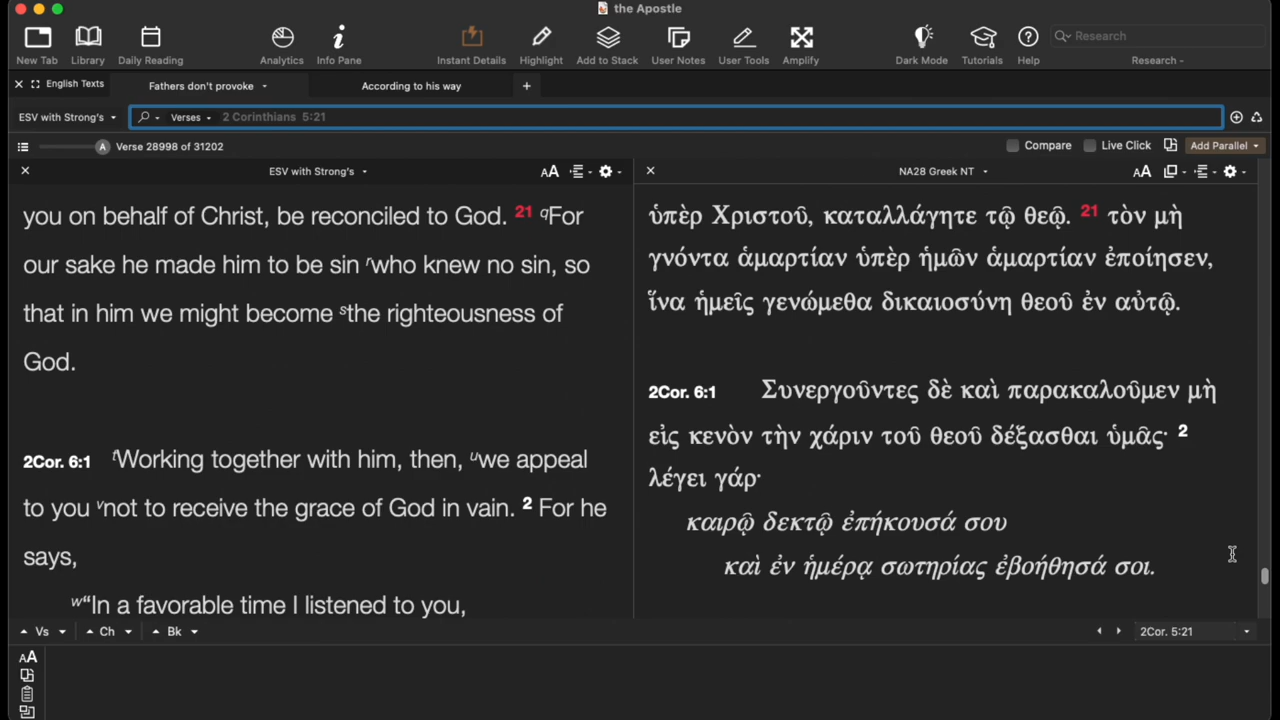 the Apostle
New Tab Library Daily Reading Analytics Info Pane Instant Details Highlight Add to Stack User Notes User Tools Amplify Dark Mode Tutorials Help Research
Research
English Texts Fathers don't provoke According to his way +
ESV with Strong's Verses 2 Corinthians 5:21
A Verse 28998 of 31202 Compare Live Click Add Parallel
ESV with Strong's
you on behalf of Christ, be reconciled to God. 21 qFor
our sake he made him to be sin rwho knew no sin, so
that in him we might become sthe righteousness of
God.
2Cor. 6:1 tWorking together with him, then, uwe appeal
to you vnot to receive the grace of God in vain. 2 For he
says,
w“In a favorable time I listened to you,
NA28 Greek NT
ὑπὲρ Χριστοῦ, καταλλάγητε τῷ θεῷ. 21 τὸν μὴ
γνόντα ἁμαρτίαν ὑπὲρ ἡμῶν ἁμαρτίαν ἐποίησεν,
ἵνα ἡμεῖς γενώμεθα δικαιοσύνη θεοῦ ἐν αὐτῷ.
2Cor. 6:1 Συνεργοῦντες δὲ καὶ παρακαλοῦμεν μὴ
εἰς κενὸν τὴν χάριν τοῦ θεοῦ δέξασθαι ὑμᾶς· 2
λέγει γάρ·
καιρῷ δεκτῷ ἐπήκουσά σου
καὶ ἐν ἡμέρᾳ σωτηρίας ἐβοήθησά σοι.
Vs Ch Bk 2Cor. 5:21
AA